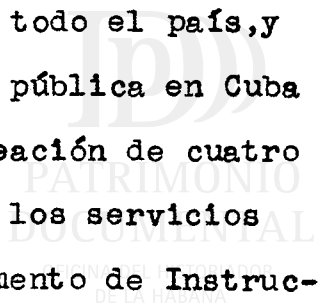 todo el país,y
pública en Cuba
eación de cuatro
PATRIMONIO
los servicios
DOCUMENTAL
mento de Instruc-
OFICINA DEL HISTORIADOR
DE LA HABANA